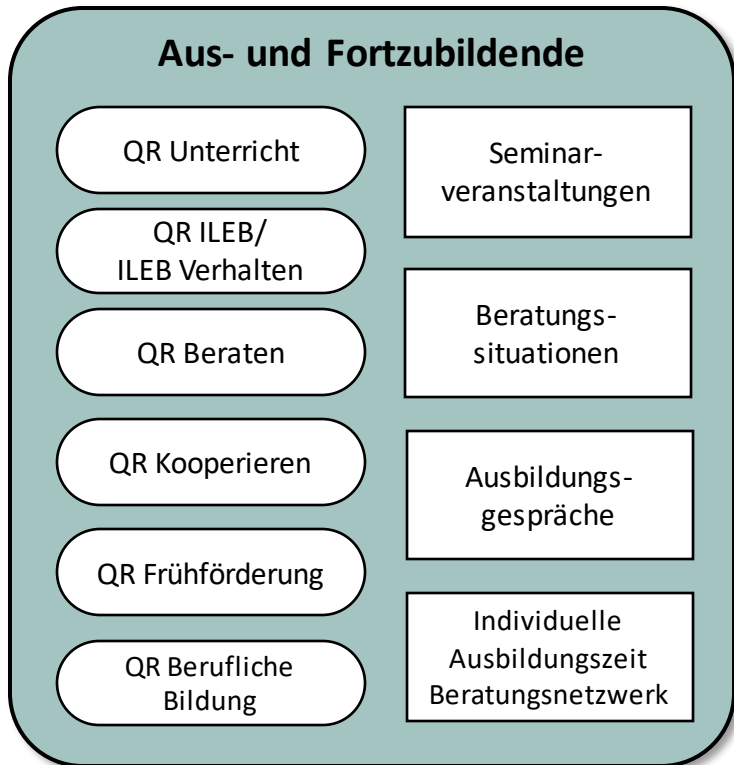 Aus- und Fortzubildende
QR Unterricht
QR ILEB/
ILEB Verhalten
QR Beraten
QR Kooperieren
QR Frühförderung
QR Berufliche
Bildung
Seminar-
veranstaltungen
Beratungs-
situationen
Ausbildungs-
gespräche
Individuelle
Ausbildungszeit
Beratungsnetzwerk